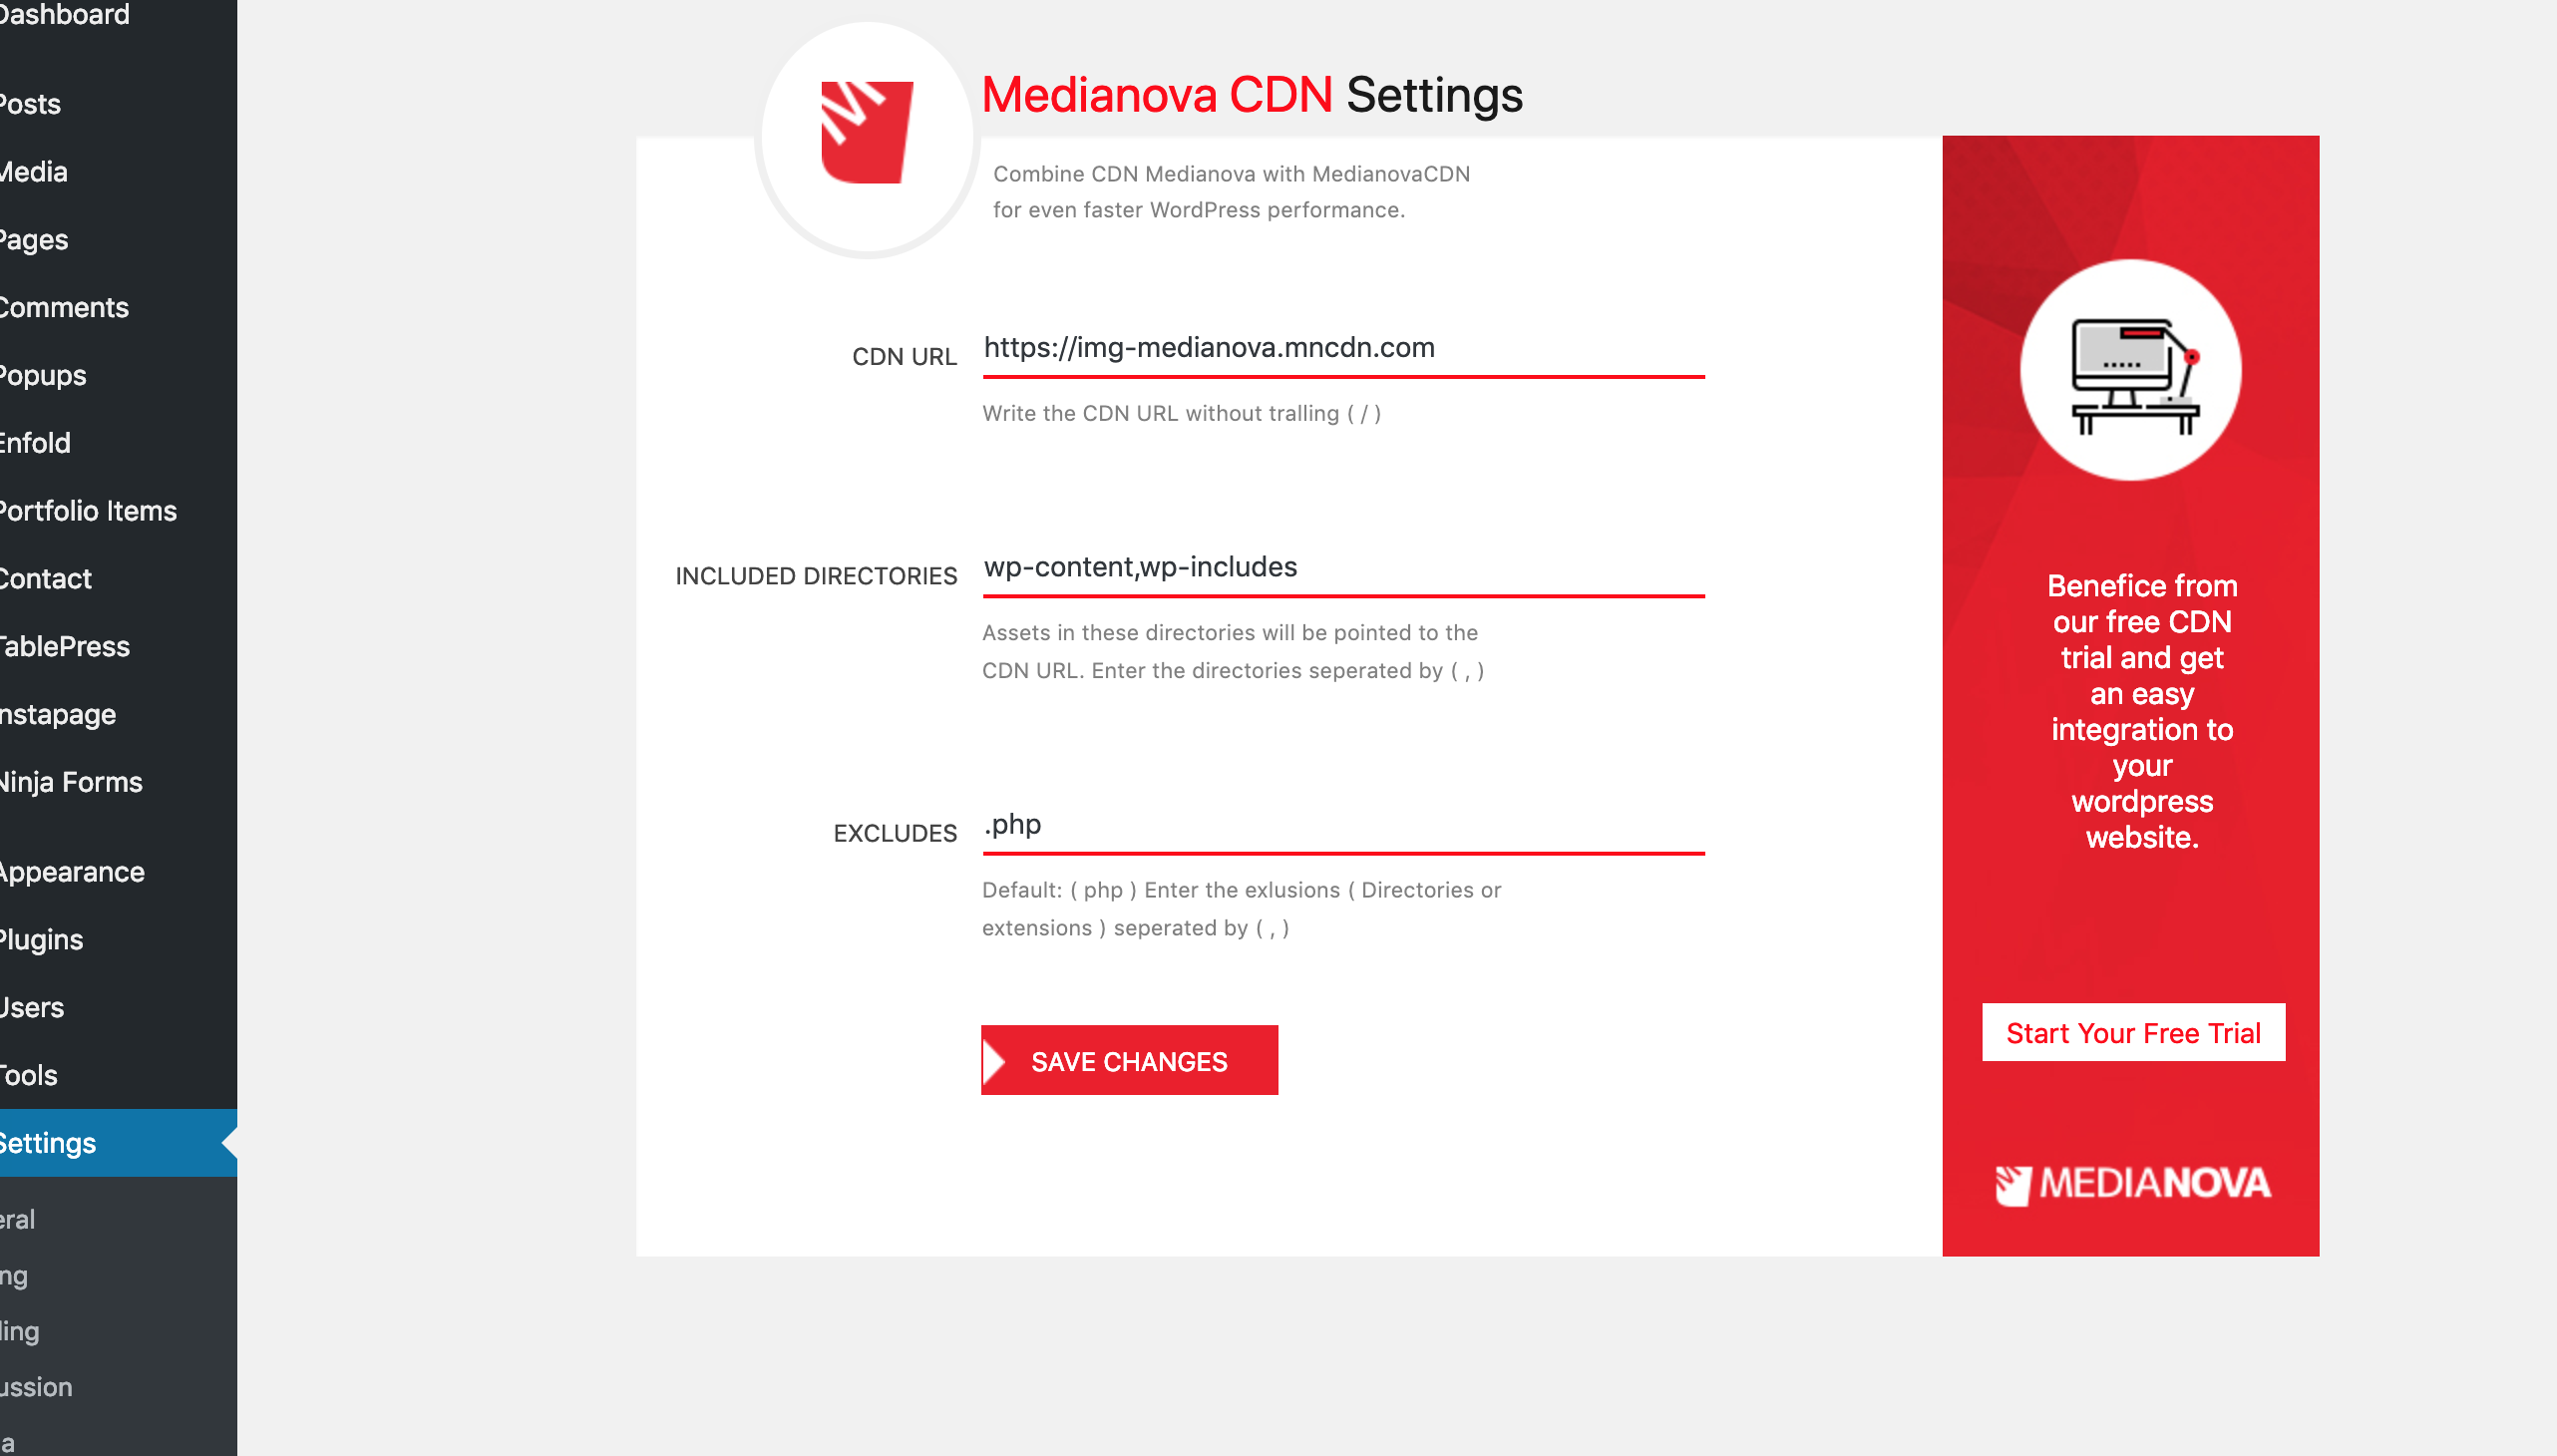 Dashboard
Posts
Media
Pages
Comments
Popups
Enfold
Portfolio Items
Contact
TablePress
Instapage
Ninja Forms
Appearance
Plugins
Users
Tools
Settings
eral
ng
ling
ussion
a
Medianova CDN Settings
Combine CDN Medianova with MedianovaCDN
for even faster WordPress performance.
CDN URL https://img-medianova.mncdn.com
Write the CDN URL without tralling ( / )
INCLUDED DIRECTORIES wp-content,wp-includes
Assets in these directories will be pointed to the
CDN URL. Enter the directories seperated by ( , )
EXCLUDES .php
Default: ( php ) Enter the exlusions ( Directories or
extensions ) seperated by ( , )
SAVE CHANGES
Benefice from
our free CDN
trial and get
an easy
integration to
your
wordpress
website.
Start Your Free Trial
MEDIANOVA